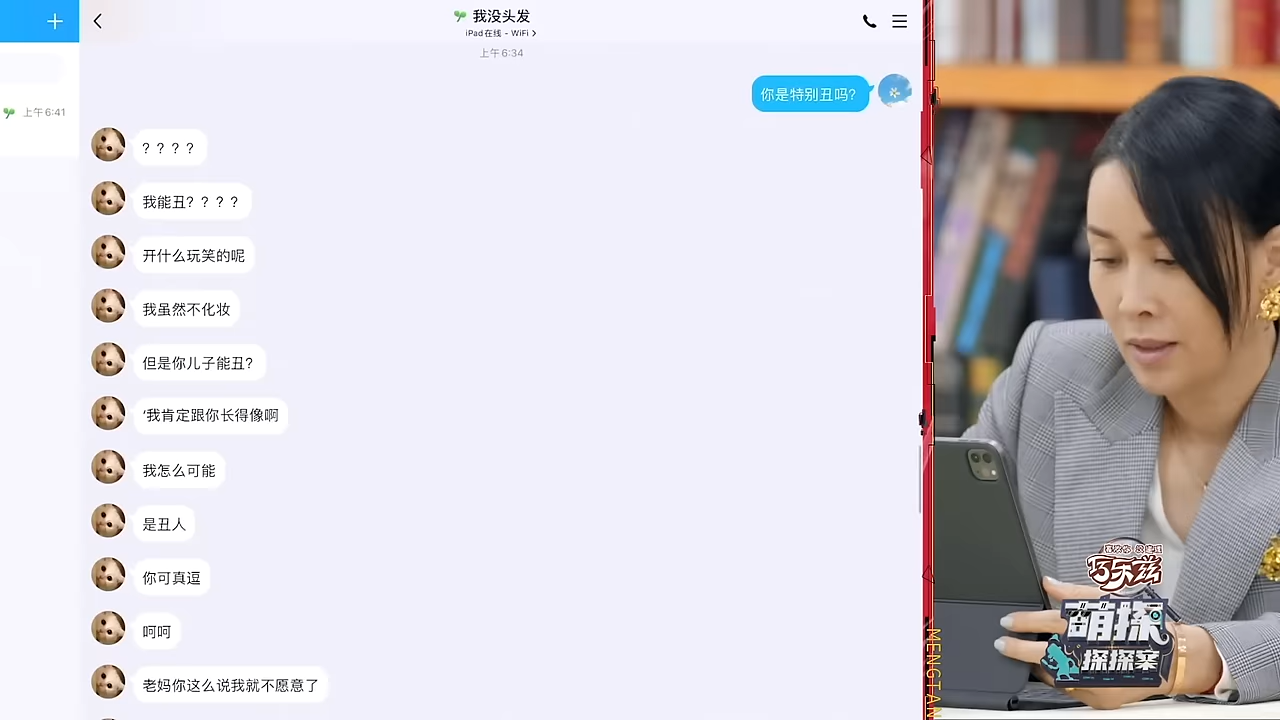 我没头发
iPad在线 - WiFi
上午6:34
上午6:41
你是特别丑吗？
？？？？
我能丑？？？？
开什么玩笑的呢
我虽然不化妆
但是你儿子能丑？
‘我肯定跟你长得像啊
我怎么可能
是丑人
你可真逗
呵呵
老妈你这么说我就不愿意了
巧乐兹
萌探
探探案
MENGTAN